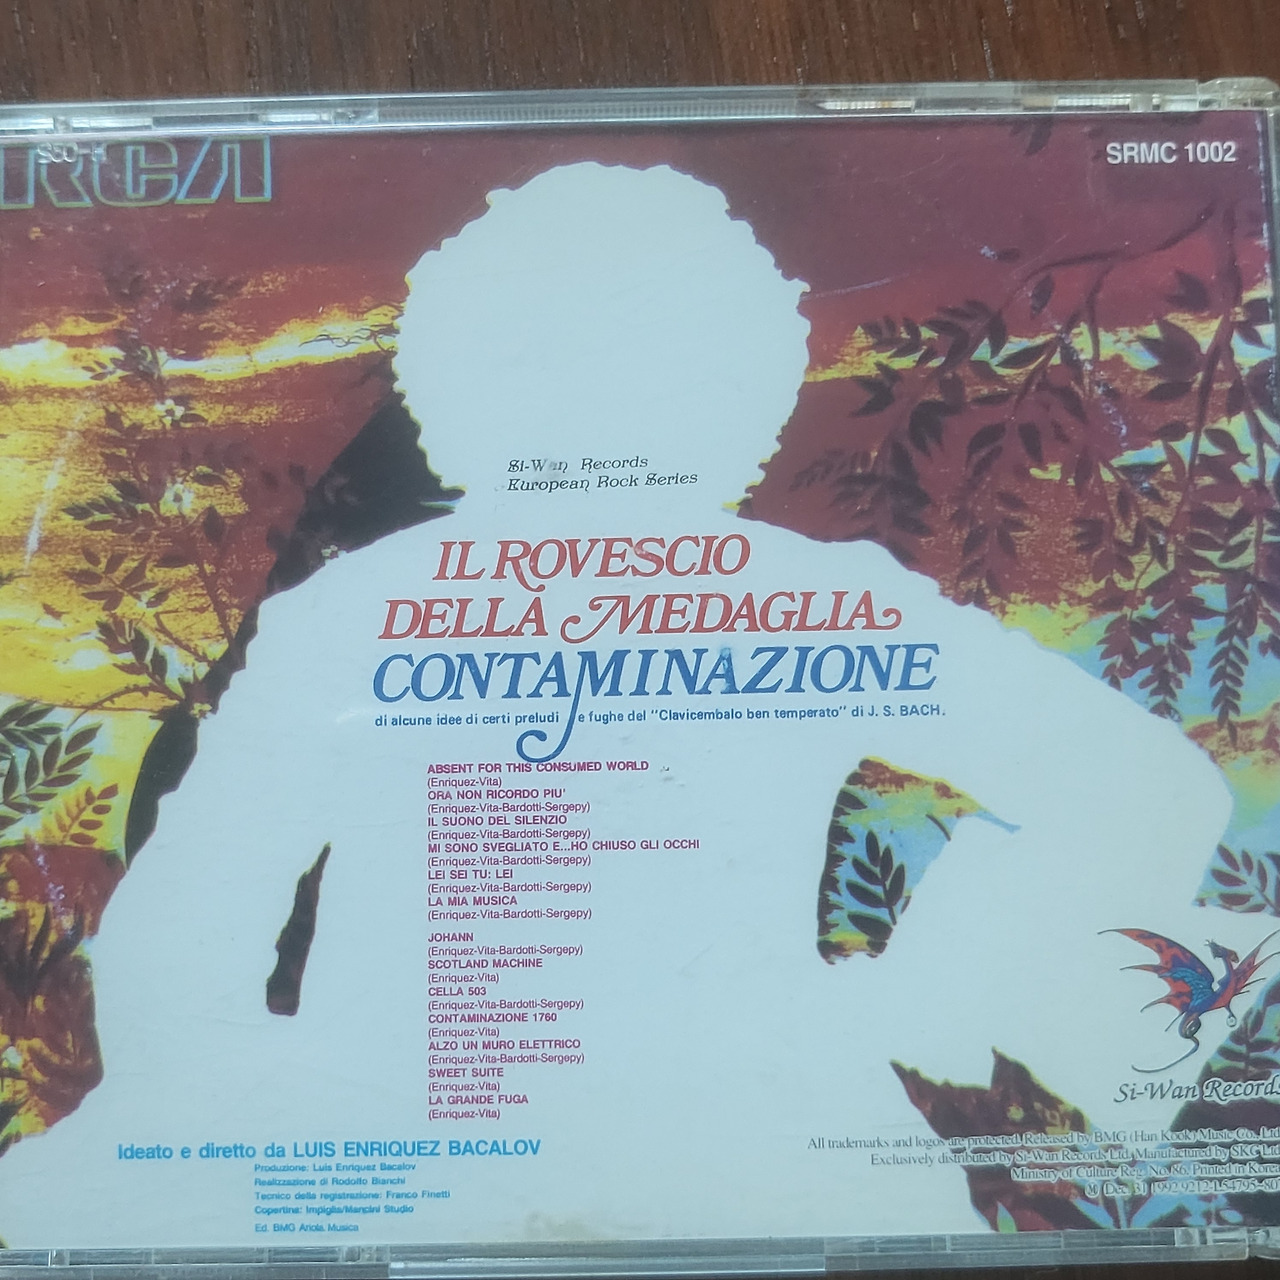 RCA
SRMC 1002
Si-Wan Records
European Rock Series
IL ROVESCIO
DELLA MEDAGLIA
CONTAMINAZIONE
di alcune idee di certi preludi e fughe del "Clavicembalo ben temperato" di J. S. BACH.
ABSENT FOR THIS CONSUMED WORLD
(Enriquez-Vita)
ORA NON RICORDO PIU'
(Enriquez-Vita-Bardotti-Sergepy)
IL SUONO DEL SILENZIO
(Enriquez-Vita-Bardotti-Sergepy)
MI SONO SVEGLIATO E...HO CHIUSO GLI OCCHI
(Enriquez-Vita-Bardotti-Sergepy)
LEI SEI TU: LEI
(Enriquez-Vita-Bardotti-Sergepy)
LA MIA MUSICA
(Enriquez-Vita-Bardotti-Sergepy)
JOHANN
(Enriquez-Vita-Bardotti-Sergepy)
SCOTLAND MACHINE
(Enriquez-Vita)
CELLA 503
(Enriquez-Vita-Bardotti-Sergepy)
CONTAMINAZIONE 1760
(Enriquez-Vita)
ALZO UN MURO ELETTRICO
(Enriquez-Vita-Bardotti-Sergepy)
SWEET SUITE
(Enriquez-Vita)
LA GRANDE FUGA
(Enriquez-Vita)
Ideato e diretto da LUIS ENRIQUEZ BACALOV
Produzione: Luis Enriquez Bacalov
Realizzazione di Rodolfo Bianchi
Tecnico della registrazione: Franco Finetti
Copertina: Impiglia/Mancini Studio
Ed. BMG Ariola Musica
Si-Wan Records
All trademarks and logos are protected. Released by BMG (Han Kook) Music Co., Ltd
Exclusively distributed by Si-Wan Records Ltd. Manufactured by SKC Ltd
Ministry of Culture Reg. No. 86. Printed in Korea
Dec. 31 1992